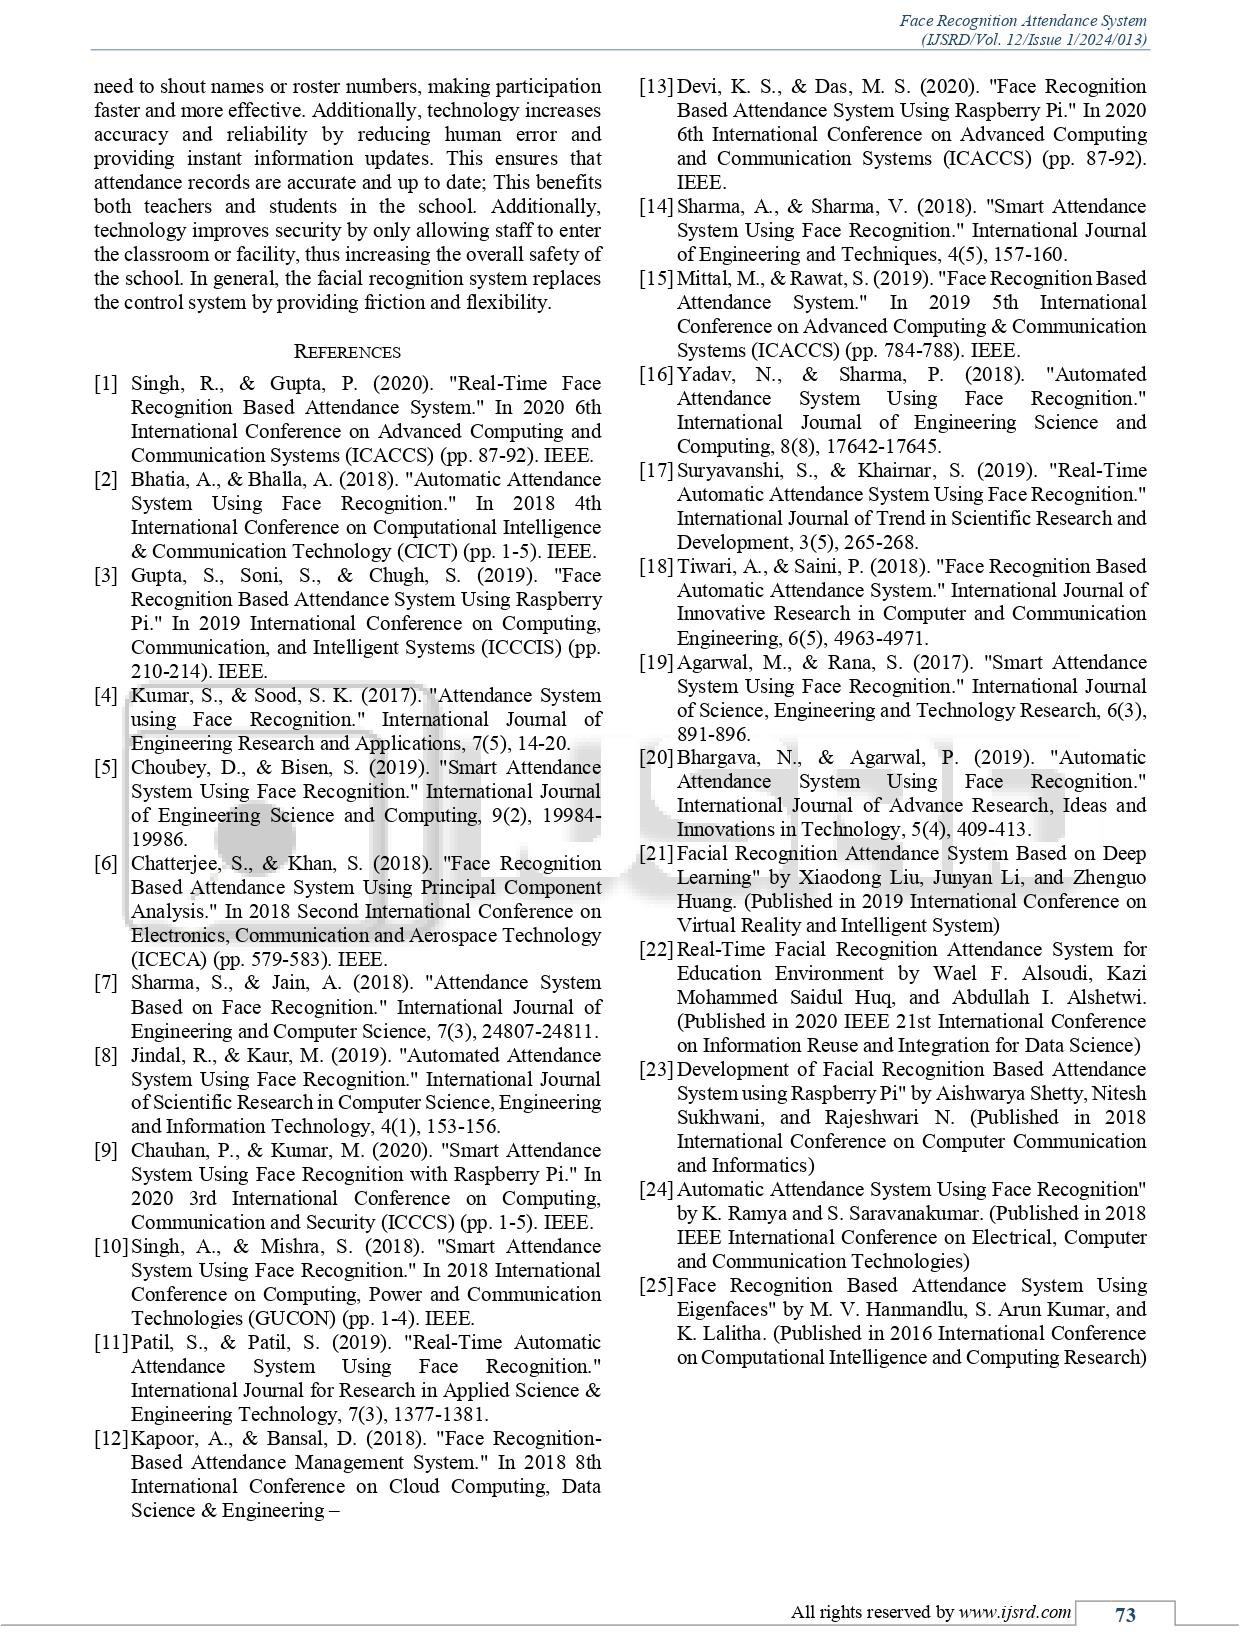 Face Recognition Attendance System
(IJSRD/Vol. 12/Issue 1/2024/013)
need to shout names or roster numbers, making participation
faster and more effective. Additionally, technology increases
accuracy and reliability by reducing human error and
providing instant information updates. This ensures that
attendance records are accurate and up to date; This benefits
both teachers and students in the school. Additionally,
technology improves security by only allowing staff to enter
the classroom or facility, thus increasing the overall safety of
the school. In general, the facial recognition system replaces
the control system by providing friction and flexibility.
REFERENCES
[1] Singh, R., & Gupta, P. (2020). "Real-Time Face
Recognition Based Attendance System." In 2020 6th
International Conference on Advanced Computing and
Communication Systems (ICACCS) (pp. 87-92). IEEE.
[2] Bhatia, A., & Bhalla, A. (2018). "Automatic Attendance
System Using Face Recognition." In 2018 4th
International Conference on Computational Intelligence
& Communication Technology (CICT) (pp. 1-5). IEEE.
[3] Gupta, S., Soni, S., & Chugh, S. (2019). "Face
Recognition Based Attendance System Using Raspberry
Pi." In 2019 International Conference on Computing,
Communication, and Intelligent Systems (ICCCIS) (pp.
210-214). IEEE.
[4] Kumar, S., & Sood, S. K. (2017). "Attendance System
using Face Recognition." International Journal of
Engineering Research and Applications, 7(5), 14-20.
[5] Choubey, D., & Bisen, S. (2019). "Smart Attendance
System Using Face Recognition." International Journal
of Engineering Science and Computing, 9(2), 19984-
19986.
[6] Chatterjee, S., & Khan, S. (2018). "Face Recognition
Based Attendance System Using Principal Component
Analysis." In 2018 Second International Conference on
Electronics, Communication and Aerospace Technology
(ICECA) (pp. 579-583). IEEE.
[7] Sharma, S., & Jain, A. (2018). "Attendance System
Based on Face Recognition." International Journal of
Engineering and Computer Science, 7(3), 24807-24811.
[8] Jindal, R., & Kaur, M. (2019). "Automated Attendance
System Using Face Recognition." International Journal
of Scientific Research in Computer Science, Engineering
and Information Technology, 4(1), 153-156.
[9] Chauhan, P., & Kumar, M. (2020). "Smart Attendance
System Using Face Recognition with Raspberry Pi." In
2020 3rd International Conference on Computing,
Communication and Security (ICCCS) (pp. 1-5). IEEE.
[10] Singh, A., & Mishra, S. (2018). "Smart Attendance
System Using Face Recognition." In 2018 International
Conference on Computing, Power and Communication
Technologies (GUCON) (pp. 1-4). IEEE.
[11] Patil, S., & Patil, S. (2019). "Real-Time Automatic
Attendance System Using Face Recognition."
International Journal for Research in Applied Science &
Engineering Technology, 7(3), 1377-1381.
[12] Kapoor, A., & Bansal, D. (2018). "Face Recognition-
Based Attendance Management System." In 2018 8th
International Conference on Cloud Computing, Data
Science & Engineering –
[13] Devi, K. S., & Das, M. S. (2020). "Face Recognition
Based Attendance System Using Raspberry Pi." In 2020
6th International Conference on Advanced Computing
and Communication Systems (ICACCS) (pp. 87-92).
IEEE.
[14] Sharma, A., & Sharma, V. (2018). "Smart Attendance
System Using Face Recognition." International Journal
of Engineering and Techniques, 4(5), 157-160.
[15] Mittal, M., & Rawat, S. (2019). "Face Recognition Based
Attendance System." In 2019 5th International
Conference on Advanced Computing & Communication
Systems (ICACCS) (pp. 784-788). IEEE.
[16] Yadav, N., & Sharma, P. (2018). "Automated
Attendance System Using Face Recognition."
International Journal of Engineering Science and
Computing, 8(8), 17642-17645.
[17] Suryavanshi, S., & Khairnar, S. (2019). "Real-Time
Automatic Attendance System Using Face Recognition."
International Journal of Trend in Scientific Research and
Development, 3(5), 265-268.
[18] Tiwari, A., & Saini, P. (2018). "Face Recognition Based
Automatic Attendance System." International Journal of
Innovative Research in Computer and Communication
Engineering, 6(5), 4963-4971.
[19] Agarwal, M., & Rana, S. (2017). "Smart Attendance
System Using Face Recognition." International Journal
of Science, Engineering and Technology Research, 6(3),
891-896.
[20] Bhargava, N., & Agarwal, P. (2019). "Automatic
Attendance System Using Face Recognition."
International Journal of Advance Research, Ideas and
Innovations in Technology, 5(4), 409-413.
[21] Facial Recognition Attendance System Based on Deep
Learning" by Xiaodong Liu, Junyan Li, and Zhenguo
Huang. (Published in 2019 International Conference on
Virtual Reality and Intelligent System)
[22] Real-Time Facial Recognition Attendance System for
Education Environment by Wael F. Alsoudi, Kazi
Mohammed Saidul Huq, and Abdullah I. Alshetwi.
(Published in 2020 IEEE 21st International Conference
on Information Reuse and Integration for Data Science)
[23] Development of Facial Recognition Based Attendance
System using Raspberry Pi" by Aishwarya Shetty, Nitesh
Sukhwani, and Rajeshwari N. (Published in 2018
International Conference on Computer Communication
and Informatics)
[24] Automatic Attendance System Using Face Recognition"
by K. Ramya and S. Saravanakumar. (Published in 2018
IEEE International Conference on Electrical, Computer
and Communication Technologies)
[25] Face Recognition Based Attendance System Using
Eigenfaces" by M. V. Hanmandlu, S. Arun Kumar, and
K. Lalitha. (Published in 2016 International Conference
on Computational Intelligence and Computing Research)
IJSRD
All rights reserved by www.ijsrd.com
73